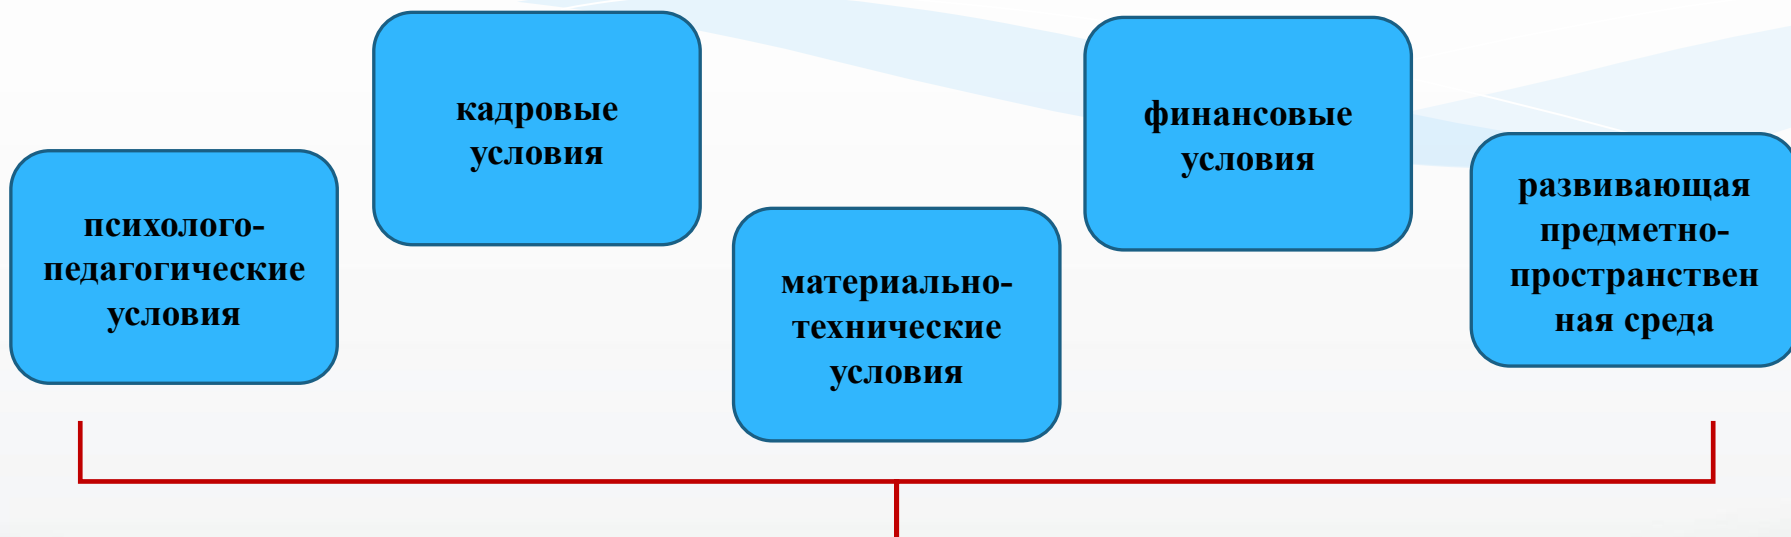 психолого-
педагогические
условия
кадровые
условия
материально-
технические
условия
финансовые
условия
развивающая
предметно-
пространствен
ная среда